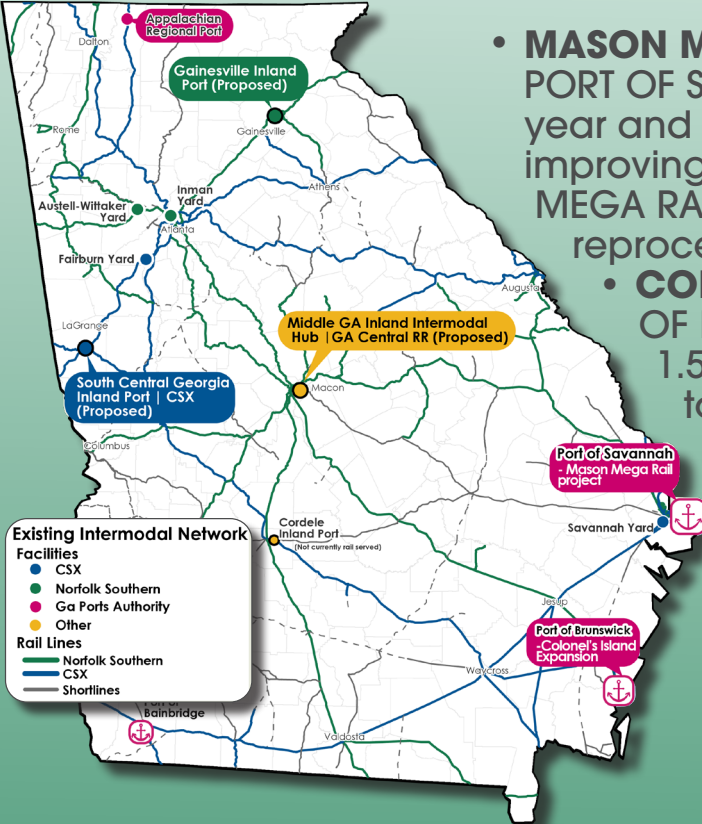 Appalachian
Regional Port
Dalton
Gainesville Inland
Port (Proposed)
Rome
Gainesville
Athens
Inman
Yard
Austell-Wittaker
Yard
Atlanta
Fairburn Yard
Augusta
LaGrange
Middle GA Inland Intermodal
Hub | GA Central RR (Proposed)
Macon
South Central Georgia
Inland Port | CSX
(Proposed)
Columbus
Port of Savannah
- Mason Mega Rail
project
Savannah Yard
Cordele
Inland Port
(Not currently rail served)
Jesup
Port of Brunswick
-Colonel's Island
Expansion
Waycross
Bainbridge
Valdosta
Existing Intermodal Network
Facilities
CSX
Norfolk Southern
Ga Ports Authority
Other
Rail Lines
Norfolk Southern
CSX
Shortlines
• MASON M
PORT OF S
year and
improving
MEGA RA
reproce
• CO
OF
1.5
to